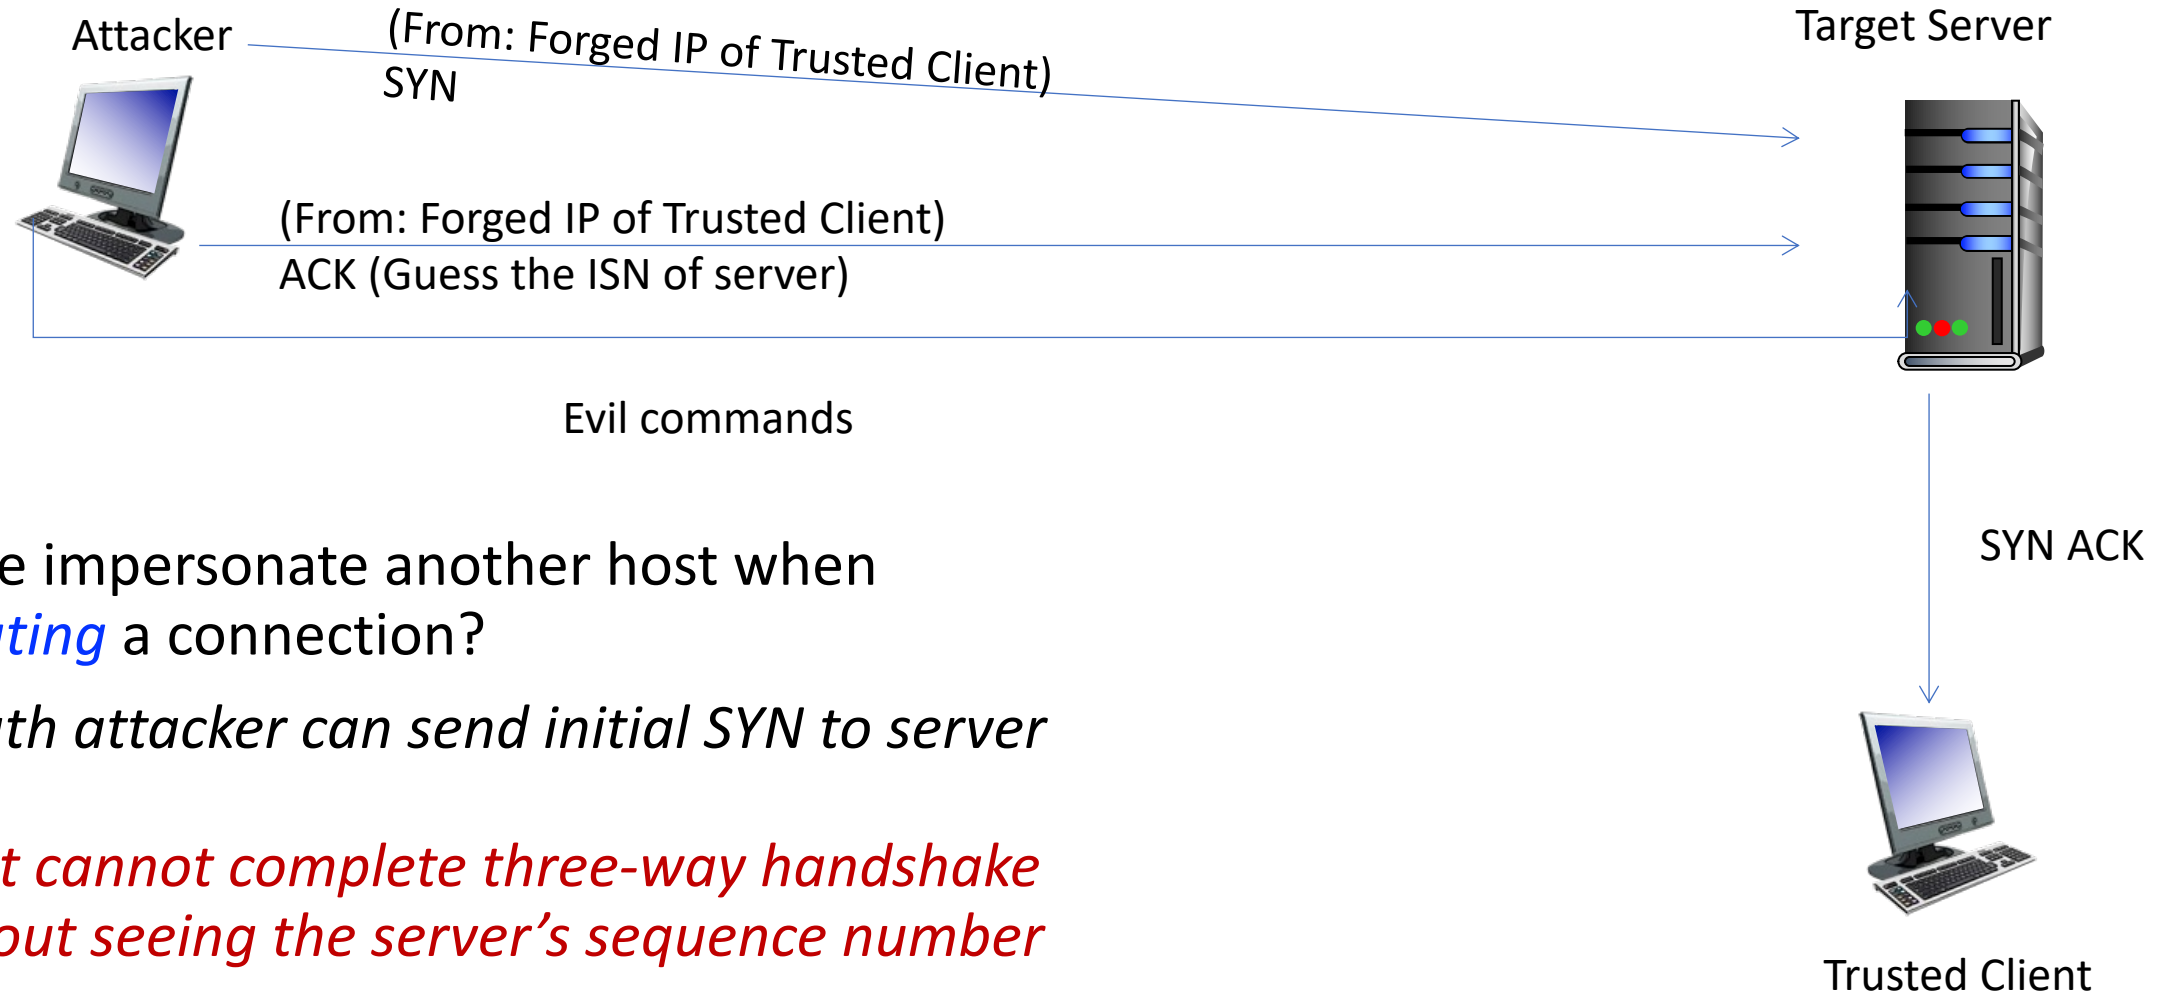 Attacker
(From: Forged IP of Trusted Client)
SYN
Target Server
(From: Forged IP of Trusted Client)
ACK (Guess the ISN of server)
Evil commands
SYN ACK
e impersonate another host when
ting a connection?
th attacker can send initial SYN to server
t cannot complete three-way handshake
out seeing the server’s sequence number
Trusted Client